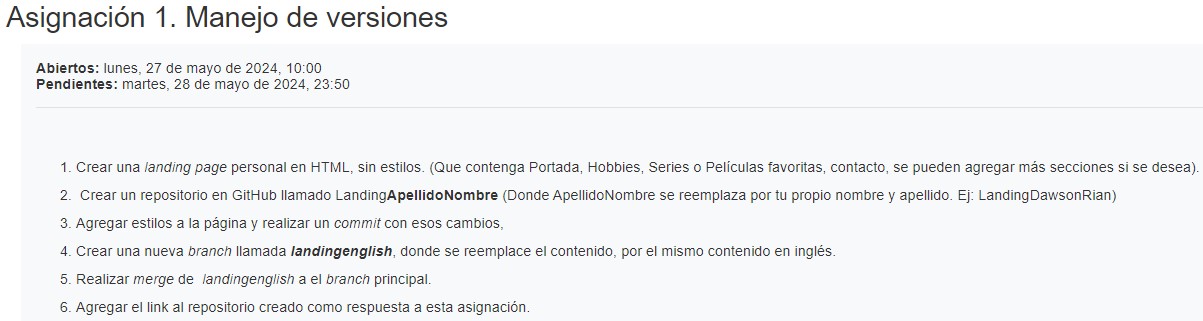 Asignación 1. Manejo de versiones
Abiertos: lunes, 27 de mayo de 2024, 10:00
Pendientes: martes, 28 de mayo de 2024, 23:50
1. Crear una landing page personal en HTML, sin estilos. (Que contenga Portada, Hobbies, Series o Películas favoritas, contacto, se pueden agregar más secciones si se desea).
2. Crear un repositorio en GitHub llamado LandingApellidoNombre (Donde ApellidoNombre se reemplaza por tu propio nombre y apellido. Ej: LandingDawsonRian)
3. Agregar estilos a la página y realizar un commit con esos cambios,
4. Crear una nueva branch llamada landingenglish, donde se reemplace el contenido, por el mismo contenido en inglés.
5. Realizar merge de landingenglish a el branch principal.
6. Agregar el link al repositorio creado como respuesta a esta asignación.